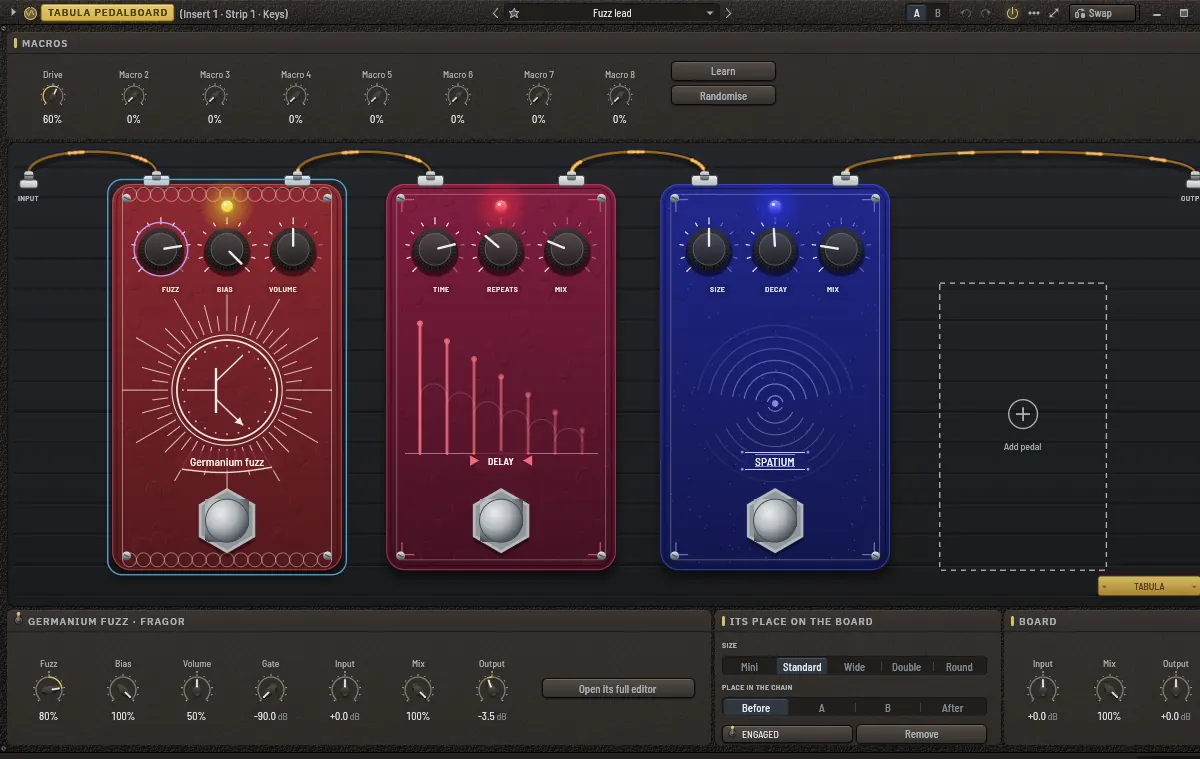 TABULA PEDALBOARD (Insert 1 · Strip 1 · Keys) Fuzz lead A B Swap
MACROS
Drive Macro 2 Macro 3 Macro 4 Macro 5 Macro 6 Macro 7 Macro 8 Learn
Randomise
60% 0% 0% 0% 0% 0% 0% 0%
INPUT OUTP
FUZZ BIAS VOLUME TIME REPEATS MIX SIZE DECAY MIX
Add pedal
Germanium fuzz DELAY SPATIUM
TABULA
GERMANIUM FUZZ · FRAGOR ITS PLACE ON THE BOARD BOARD
SIZE
Fuzz Bias Volume Gate Input Mix Output Mini Standard Wide Double Round Input Mix Output
Open its full editor PLACE IN THE CHAIN
Before A B After
80% 100% 50% -90.0 dB +0.0 dB 100% -3.5 dB +0.0 dB 100% +0.0 dB
ENGAGED Remove